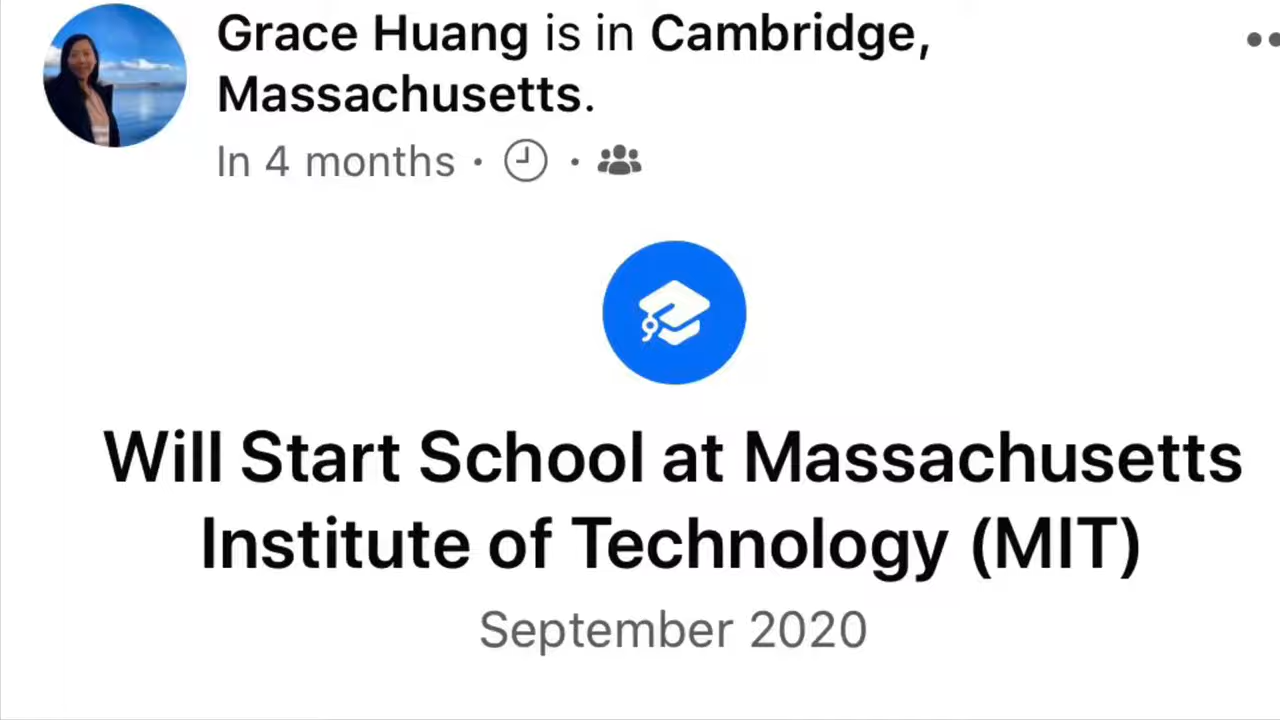 Grace Huang is in Cambridge,
Massachusetts.
In 4 months · ·
Will Start School at Massachusetts
Institute of Technology (MIT)
September 2020